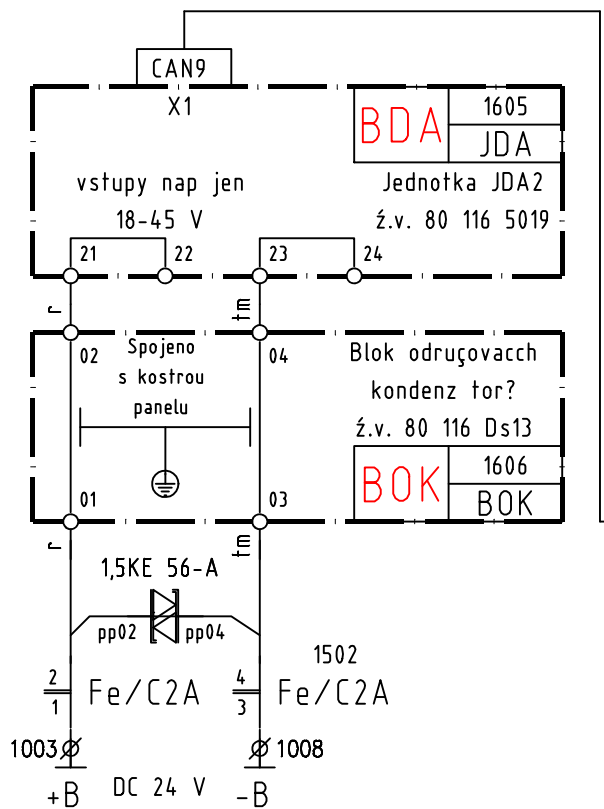 CAN9
X1
BDA
1605
JDA
vstupy nap jen
18-45 V
Jednotka JDA2
ź.v. 80 116 5019
21
22
23
24
r
tm
02
Spojeno
s kostrou
panelu
04
Blok odruçovacch
kondenz tor?
ź.v. 80 116 Ds13
BOK
1606
BOK
01
03
r
tm
1,5KE 56-A
pp02
pp04
1502
2
1
Fe/C2A
4
3
Fe/C2A
1003
1008
+B
DC 24 V
-B